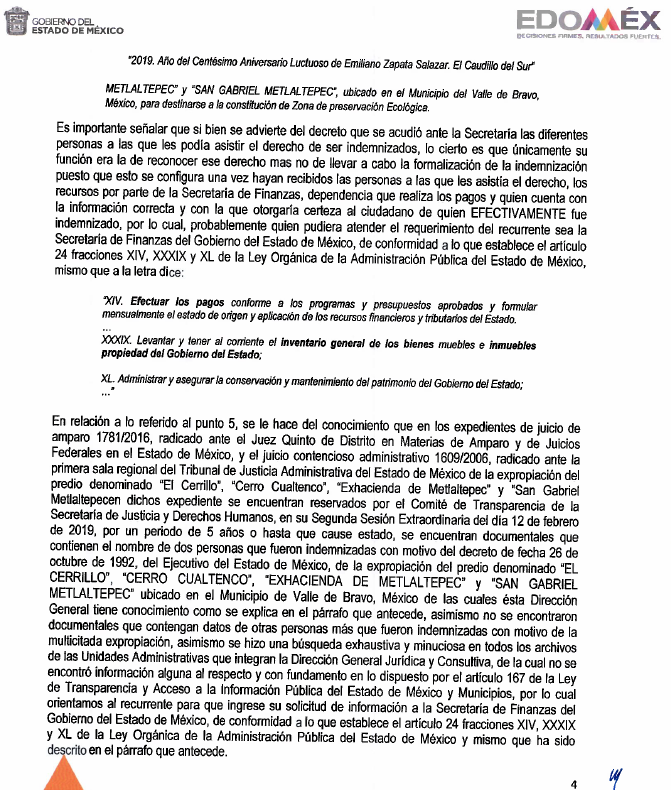 GOBIERNO DEL
ESTADO DE MÉXICO
EDOMÉX
DECISIONES FIRMES, RESULTADOS FUERTES.
"2019. Año del Centésimo Aniversario Luctuoso de Emiliano Zapata Salazar. El Caudillo del Sur"
METLALTEPEC" y "SAN GABRIEL METLALTEPEC", ubicado en el Municipio del Valle de Bravo,
México, para destinarse a la constitución de Zona de preservación Ecológica.
Es importante señalar que si bien se advierte del decreto que se acudió ante la Secretaría las diferentes
personas a las que les podía asistir el derecho de ser indemnizados, lo cierto es que únicamente su
función era la de reconocer ese derecho mas no de llevar a cabo la formalización de la indemnización
puesto que esto se configura una vez hayan recibidos las personas a las que les asistía el derecho, los
recursos por parte de la Secretaría de Finanzas, dependencia que realiza los pagos y quien cuenta con
la información correcta y con la que otorgaría certeza al ciudadano de quien EFECTIVAMENTE fue
indemnizado, por lo cual, probablemente quien pudiera atender el requerimiento del recurrente sea la
Secretaría de Finanzas del Gobierno del Estado de México, de conformidad a lo que establece el artículo
24 fracciones XIV, XXXIX y XL de la Ley Orgánica de la Administración Pública del Estado de México,
mismo que a la letra dice:
"XIV. Efectuar los pagos conforme a los programas y presupuestos aprobados y formular
mensualmente el estado de origen y aplicación de los recursos financieros y tributarios del Estado.
...
XXXIX. Levantar y tener al corriente el inventario general de los bienes muebles e inmuebles
propiedad del Gobierno del Estado;
XL. Administrar y asegurar la conservación y mantenimiento del patrimonio del Gobierno del Estado;
..."
En relación a lo referido al punto 5, se le hace del conocimiento que en los expedientes de juicio de
amparo 1781/2016, radicado ante el Juez Quinto de Distrito en Materias de Amparo y de Juicios
Federales en el Estado de México, y el juicio contencioso administrativo 1609/2006, radicado ante la
primera sala regional del Tribunal de Justicia Administrativa del Estado de México de la expropiación del
predio denominado "El Cerrillo", "Cerro Cualtenco", "Exhacienda de Metlaltepec" y "San Gabriel
Metlaltepecen dichos expediente se encuentran reservados por el Comité de Transparencia de la
Secretaría de Justicia y Derechos Humanos, en su Segunda Sesión Extraordinaria del día 12 de febrero
de 2019, por un periodo de 5 años o hasta que cause estado, se encuentran documentales que
contienen el nombre de dos personas que fueron indemnizadas con motivo del decreto de fecha 26 de
octubre de 1992, del Ejecutivo del Estado de México, de la expropiación del predio denominado "EL
CERRILLO", "CERRO CUALTENCO", "EXHACIENDA DE METLALTEPEC" y "SAN GABRIEL
METLALTEPEC" ubicado en el Municipio de Valle de Bravo, México de las cuales ésta Dirección
General tiene conocimiento como se explica en el párrafo que antecede, asimismo no se encontraron
documentales que contengan datos de otras personas más que fueron indemnizadas con motivo de la
multicitada expropiación, asimismo se hizo una búsqueda exhaustiva y minuciosa en todos los archivos
de las Unidades Administrativas que integran la Dirección General Jurídica y Consultiva, de la cual no se
encontró información alguna al respecto y con fundamento en lo dispuesto por el artículo 167 de la Ley
de Transparencia y Acceso a la Información Pública del Estado de México y Municipios, por lo cual
orientamos al recurrente para que ingrese su solicitud de información a la Secretaría de Finanzas del
Gobierno del Estado de México, de conformidad a lo que establece el artículo 24 fracciones XIV, XXXIX
y XL de la Ley Orgánica de la Administración Pública del Estado de México y mismo que ha sido
descrito en el párrafo que antecede.
4